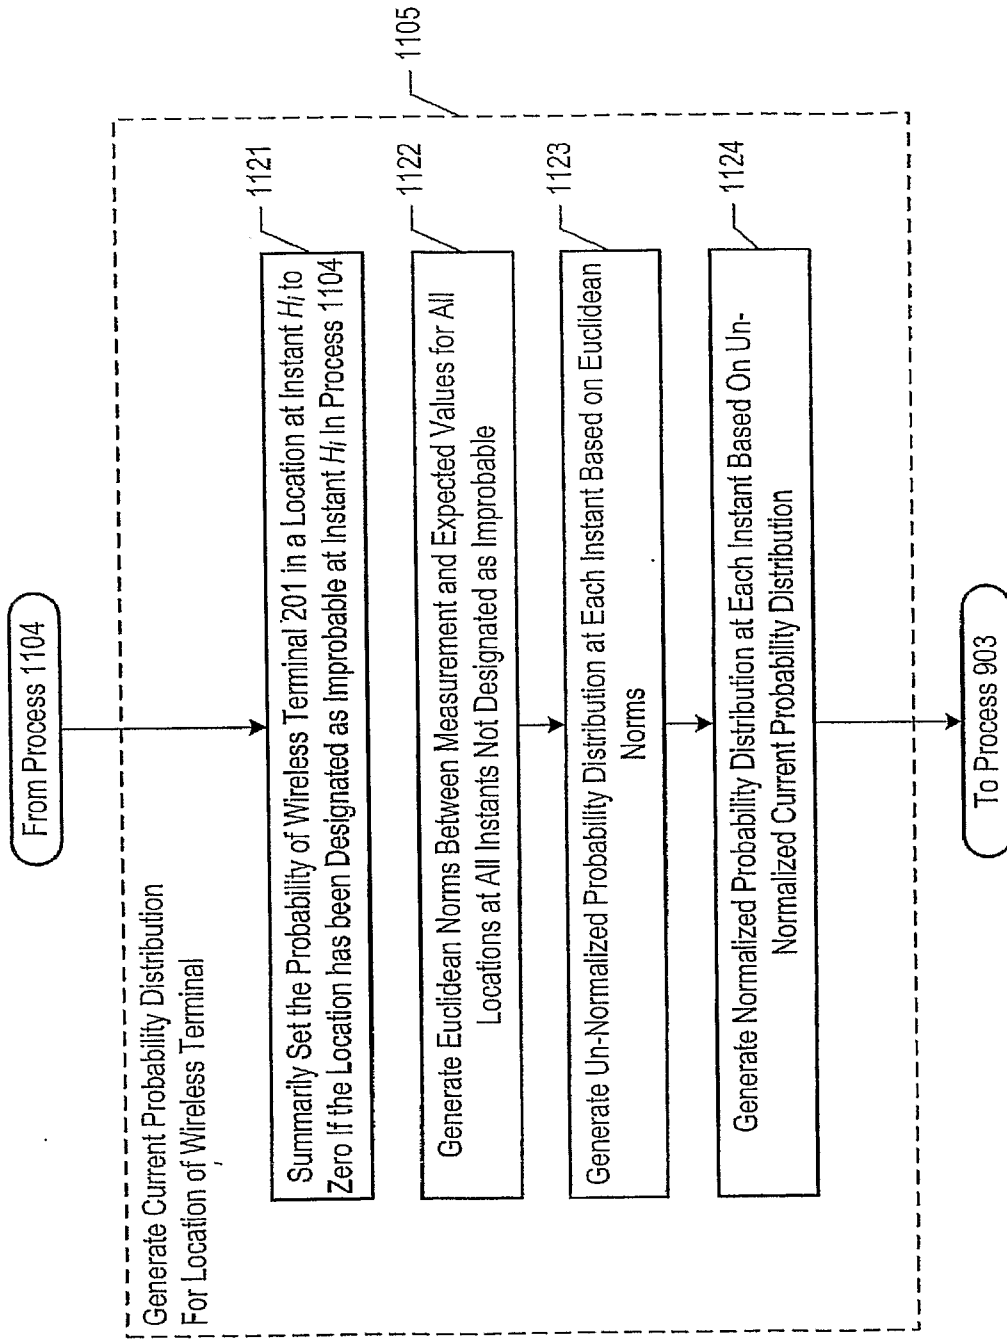 From Process 1104
Generate Current Probability Distribution
For Location of Wireless Terminal
1105
1121
Summarily Set the Probability of Wireless Terminal 201 in a Location at Instant Hi to
Zero If the Location has been Designated as Improbable at Instant Hi In Process 1104
1122
Generate Euclidean Norms Between Measurement and Expected Values for All
Locations at All Instants Not Designated as Improbable
1123
Generate Un-Normalized Probability Distribution at Each Instant Based on Euclidean
Norms
1124
Generate Normalized Probability Distribution at Each Instant Based On Un-
Normalized Current Probability Distribution
To Process 903